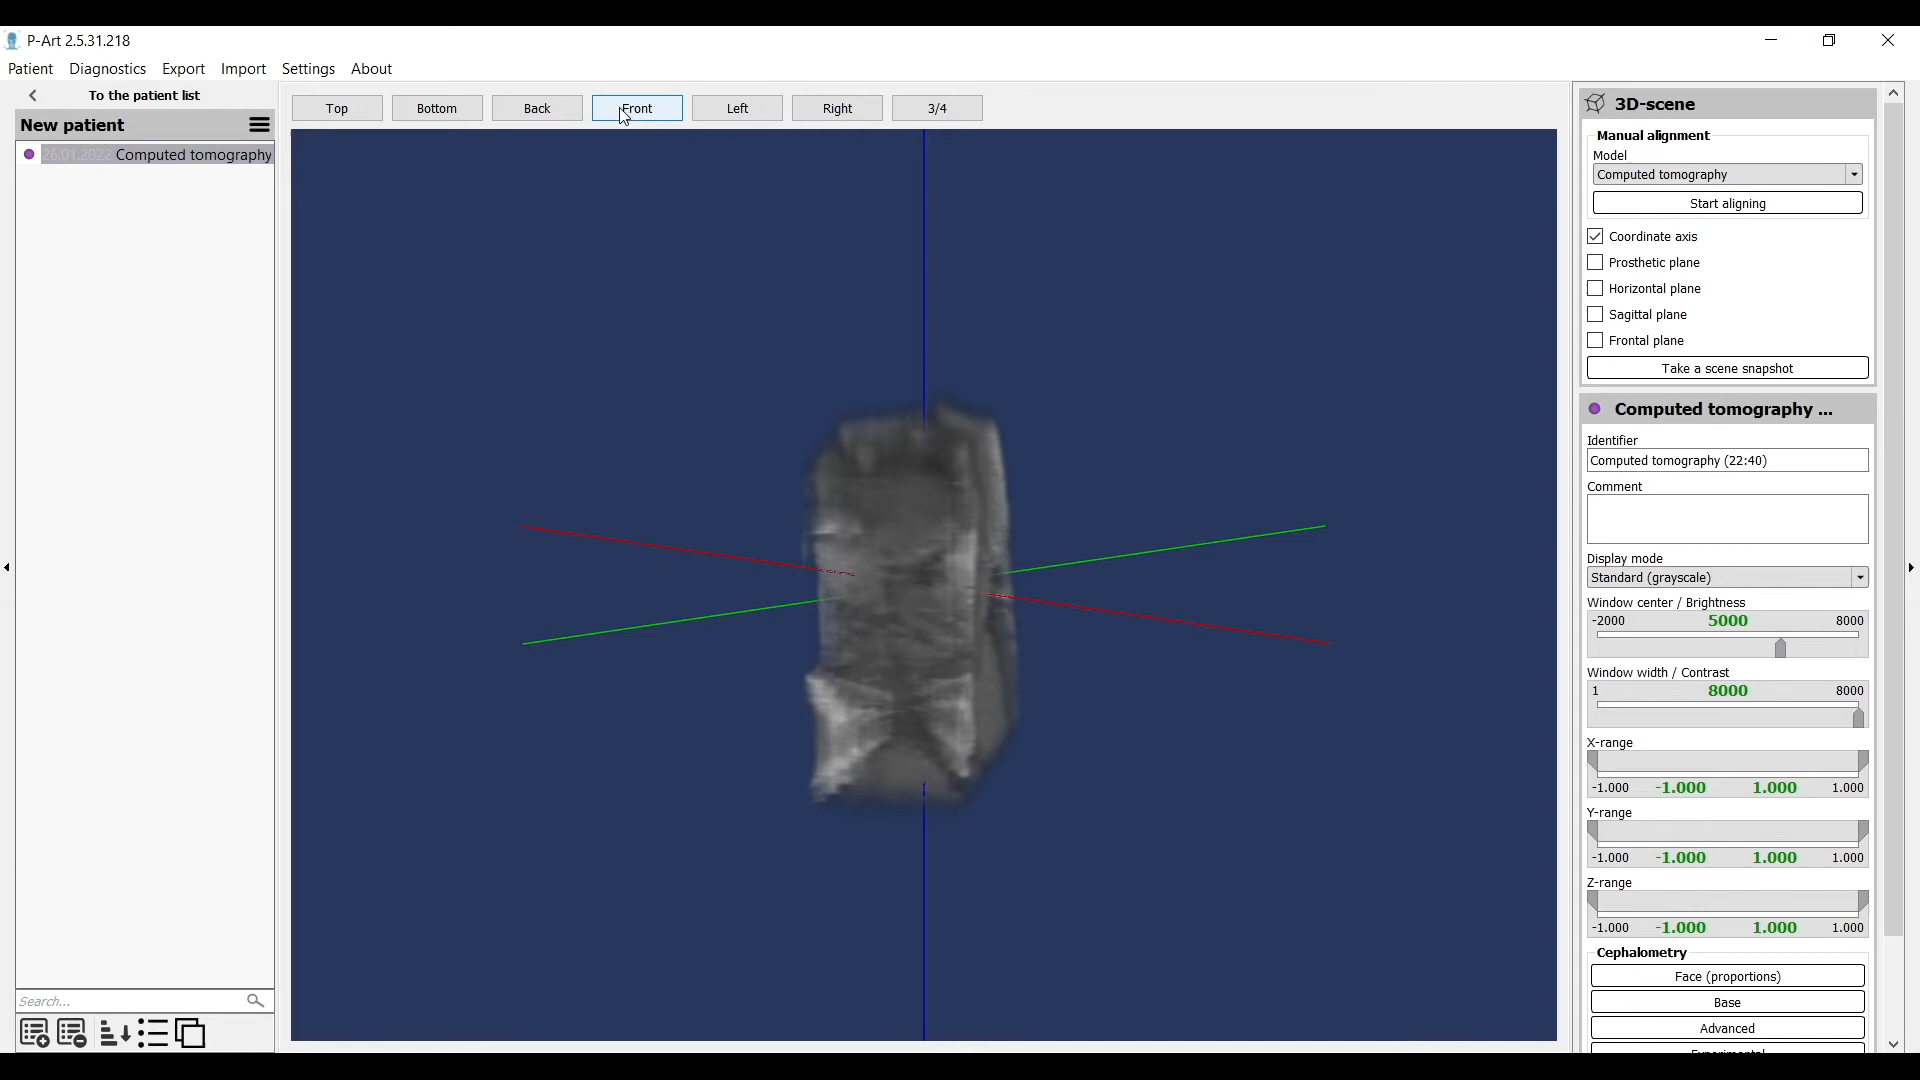 P-Art 2.5.31.218
Patient Diagnostics Export Import Settings About
To the patient list
New patient
26.01.2022 Computed tomography
Search...
Top Bottom Back Front Left Right 3/4
3D-scene
Manual alignment
Model
Computed tomography
Start aligning
Coordinate axis
Prosthetic plane
Horizontal plane
Sagittal plane
Frontal plane
Take a scene snapshot
Computed tomography ...
Identifier
Computed tomography (22:40)
Comment
Display mode
Standard (grayscale)
Window center / Brightness
-2000 5000 8000
Window width / Contrast
1 8000 8000
X-range
-1.000 -1.000 1.000 1.000
Y-range
-1.000 -1.000 1.000 1.000
Z-range
-1.000 -1.000 1.000 1.000
Cephalometry
Face (proportions)
Base
Advanced